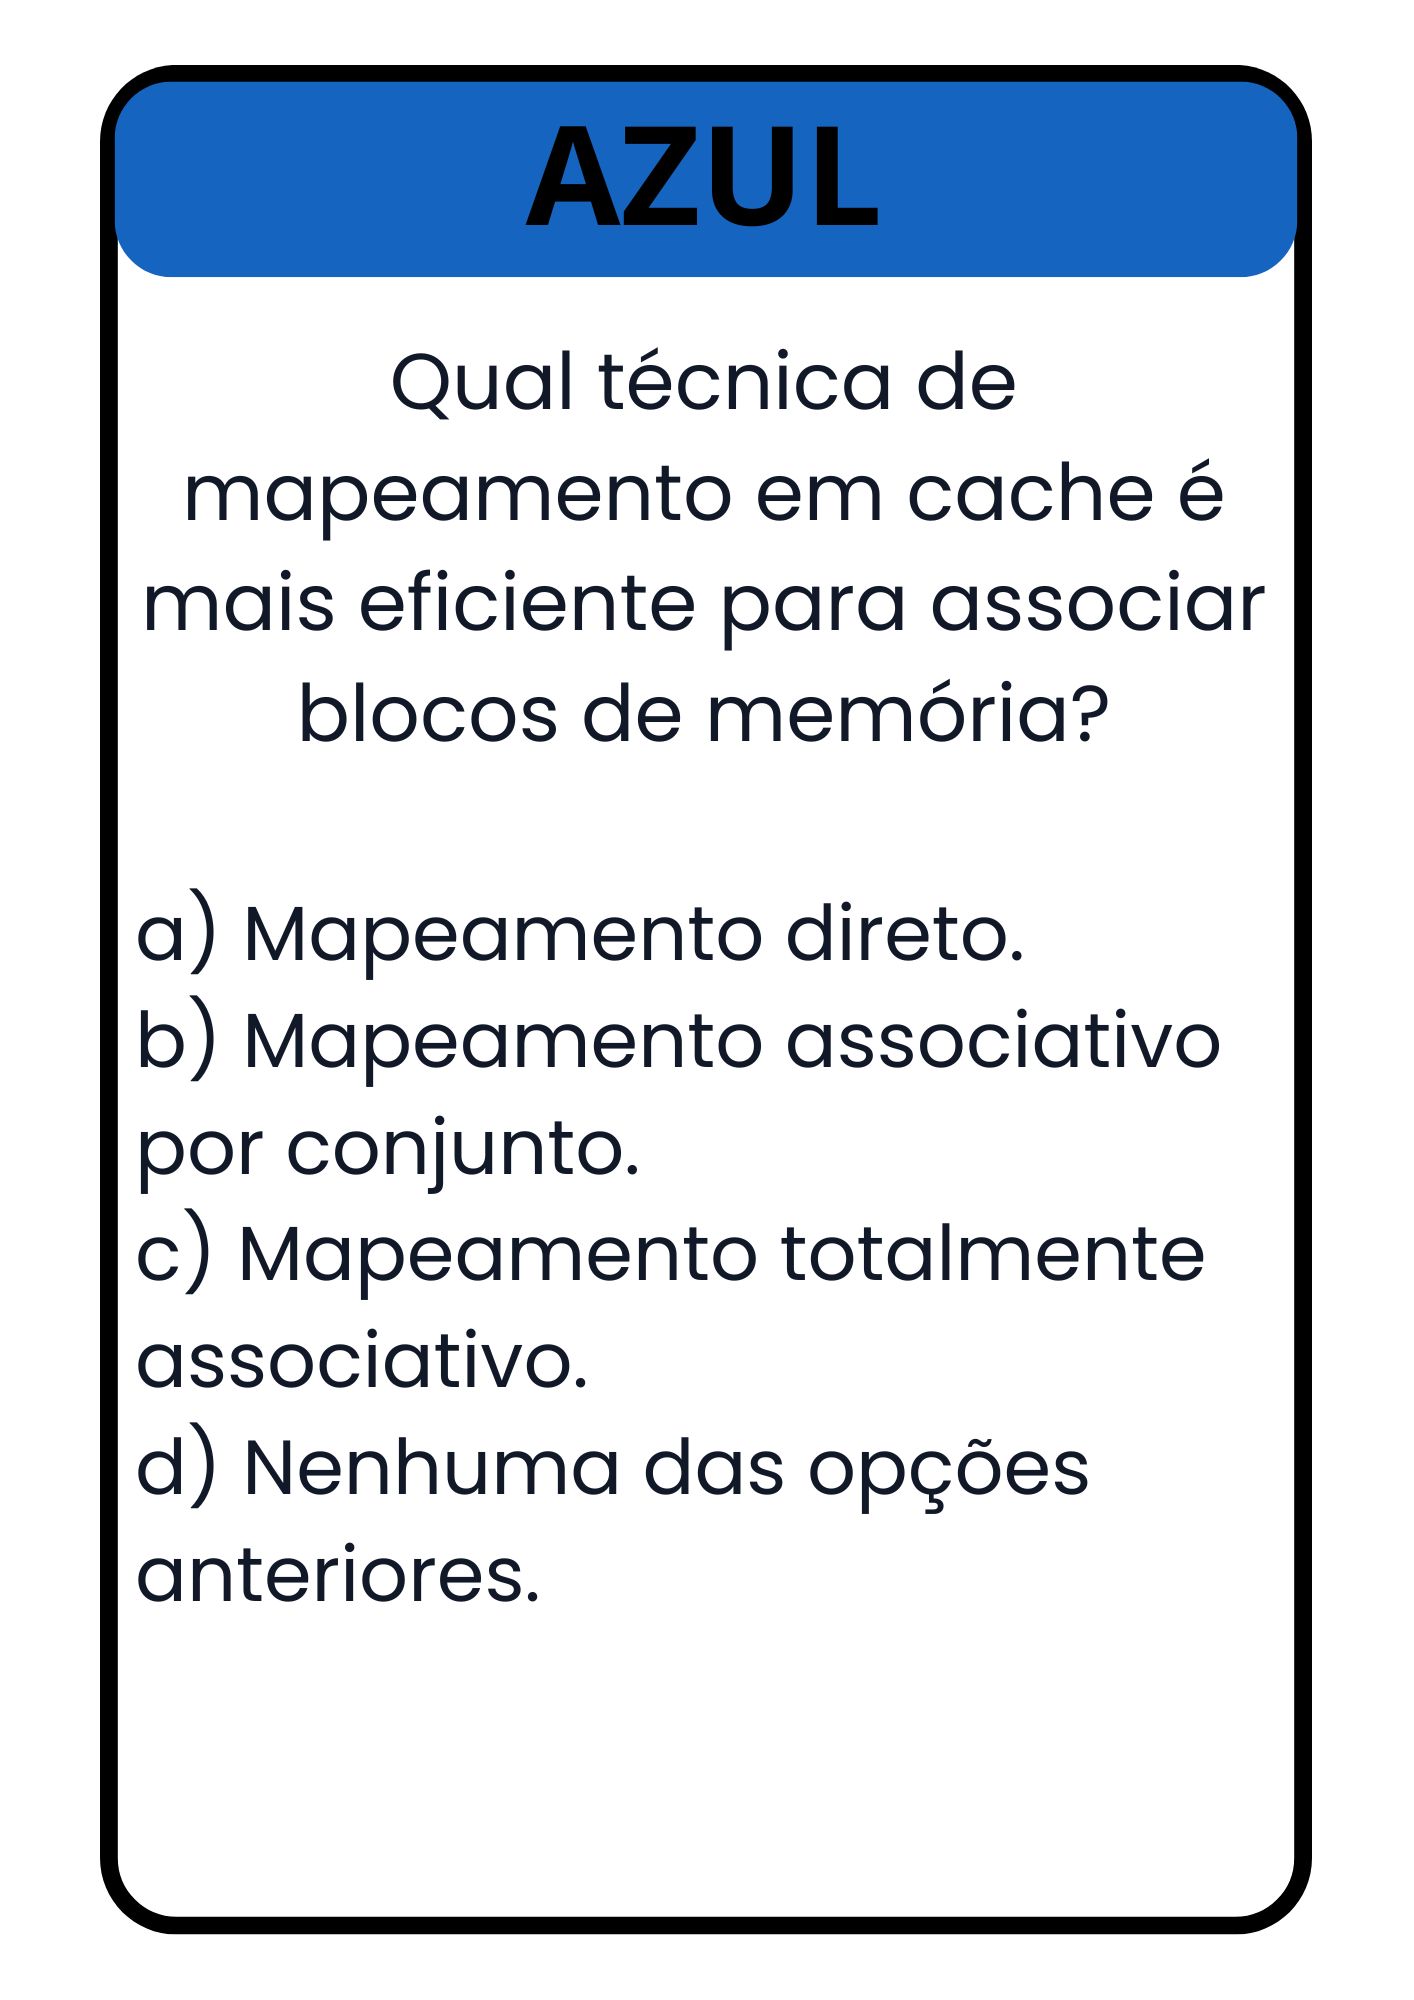 AZUL
Qual técnica de
mapeamento em cache é
mais eficiente para associar
blocos de memória?
a) Mapeamento direto.
b) Mapeamento associativo
por conjunto.
c) Mapeamento totalmente
associativo.
d) Nenhuma das opções
anteriores.